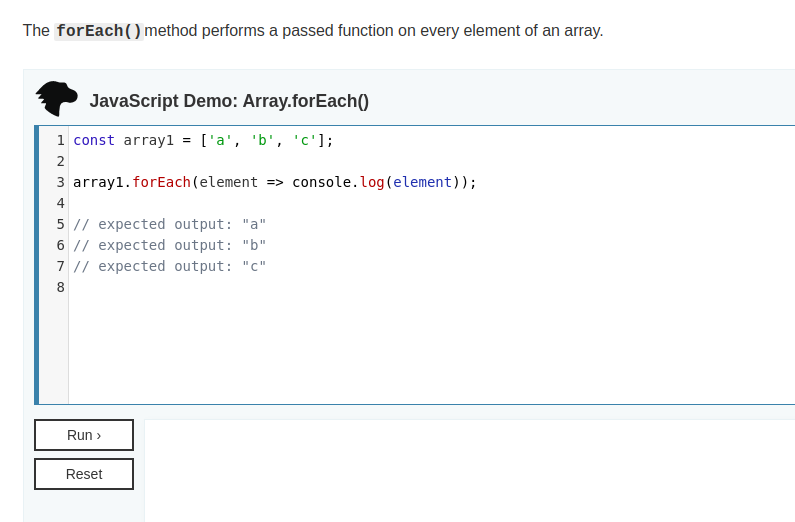 The forEach() method performs a passed function on every element of an array.
JavaScript Demo: Array.forEach()
1 const array1 = ['a', 'b', 'c'];
2
3 array1.forEach(element => console.log(element));
4
5 // expected output: "a"
6 // expected output: "b"
7 // expected output: "c"
8
Run ›
Reset